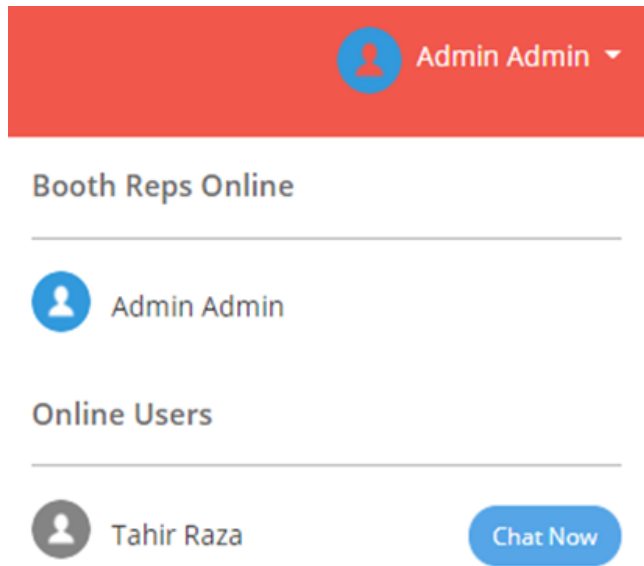 Admin Admin
Booth Reps Online
Admin Admin
Online Users
Tahir Raza
Chat Now